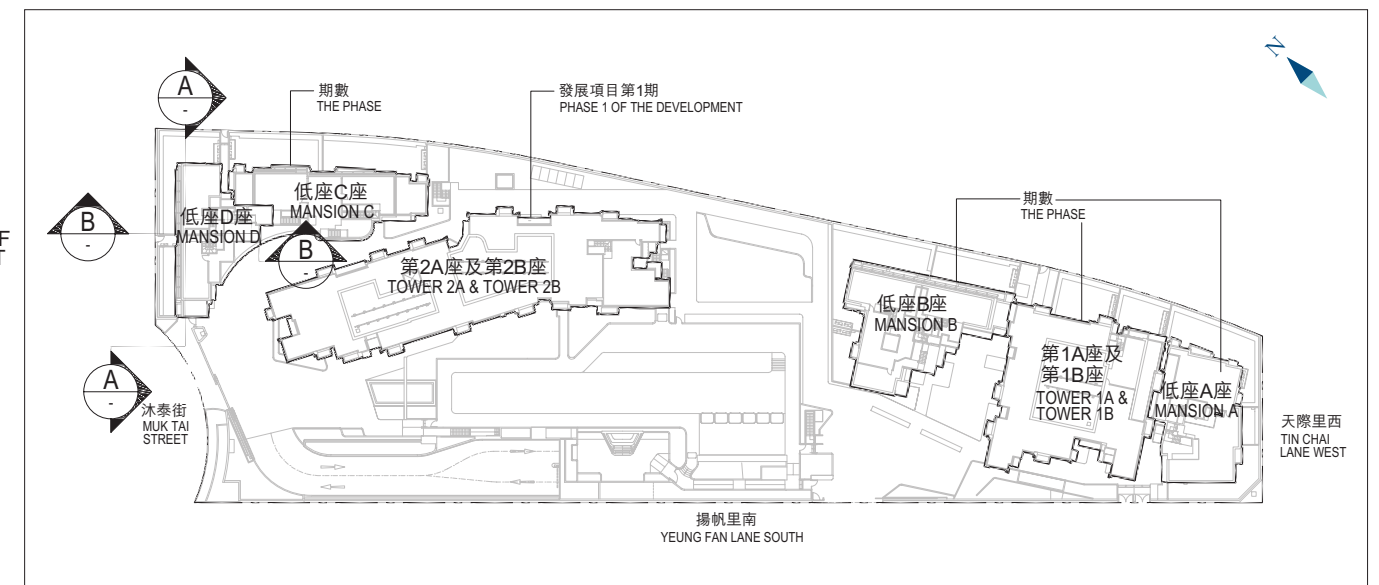 N
A
-
期數
THE PHASE
發展項目第1期
PHASE 1 OF THE DEVELOPMENT
低座C座
MANSION C
低座D座
MANSION D
B
-
B
-
F
T
第2A座及第2B座
TOWER 2A & TOWER 2B
期數
THE PHASE
低座B座
MANSION B
第1A座及
第1B座
TOWER 1A &
TOWER 1B
低座A座
MANSION A
A
-
沐泰街
MUK TAI
STREET
天際里西
TIN CHAI
LANE WEST
揚帆里南
YEUNG FAN LANE SOUTH